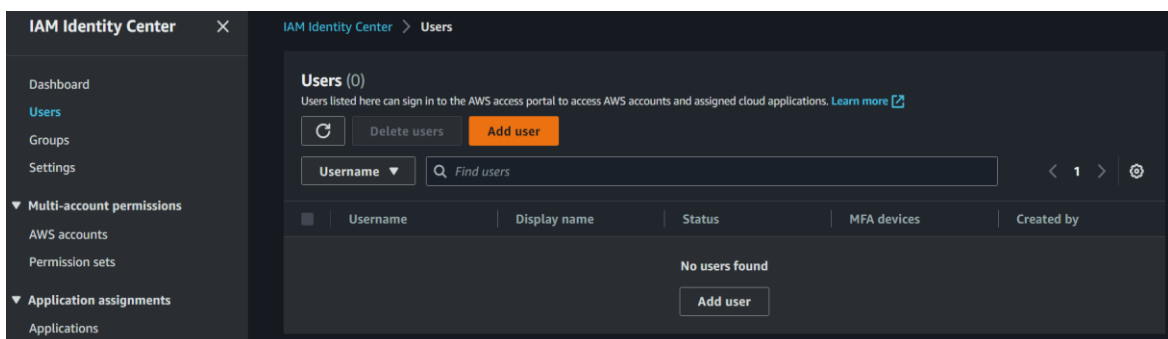 IAM Identity Center
Dashboard
Users
Groups
Settings
Multi-account permissions
AWS accounts
Permission sets
Application assignments
Applications
IAM Identity Center > Users
Users (0)
Users listed here can sign in to the AWS access portal to access AWS accounts and assigned cloud applications. Learn more
Delete users Add user
Username Find users 1
Username Display name Status MFA devices Created by
No users found
Add user